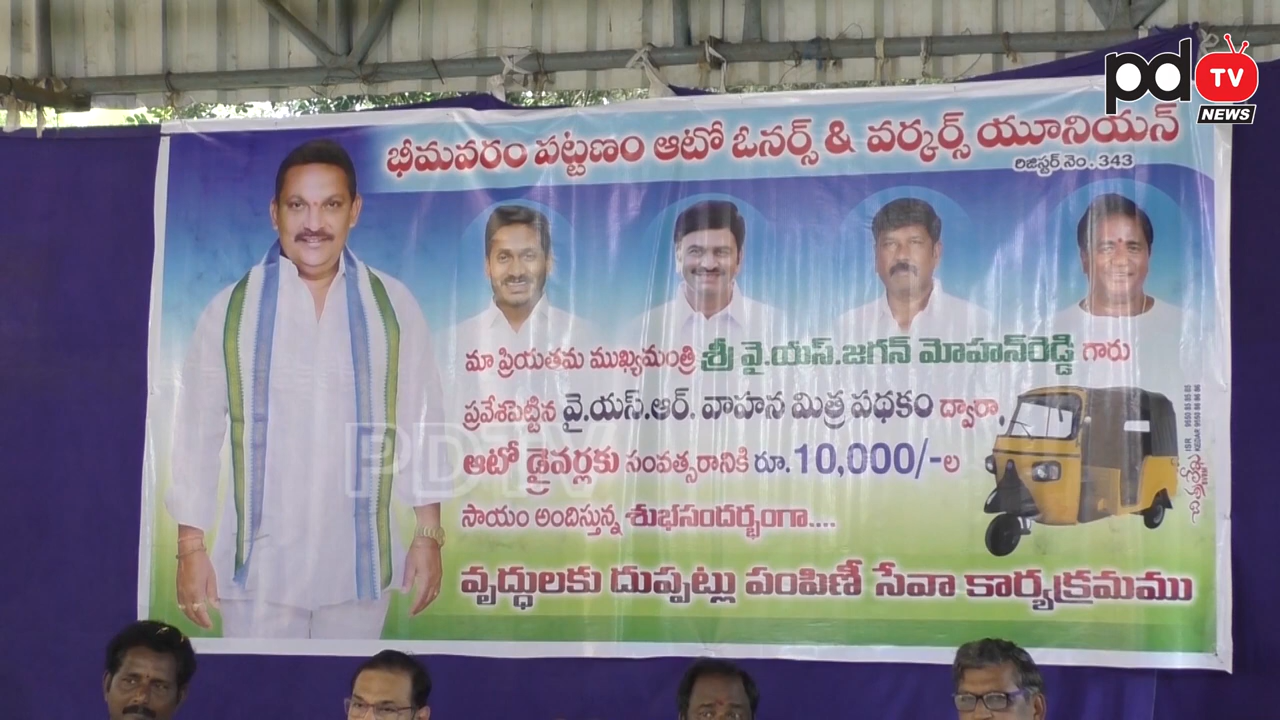 pd TV NEWS
భీమవరం పట్టణం ఆటో ఓనర్స్ & వర్కర్స్ యూనియన్
రిజిస్టర్ నెం. 343
మా ప్రియతమ ముఖ్యమంత్రి శ్రీ వై.యస్.జగన్ మోహన్‌రెడ్డి గారు
ప్రవేశపెట్టిన వై.యస్.ఆర్. వాహన మిత్ర పథకం ద్వారా,
ఆటో డ్రైవర్లకు సంవత్సరానికి రూ.10,000/-ల
సాయం అందిస్తున్న శుభసందర్భంగా....
వృద్ధులకు దుప్పట్లు పంపిణీ సేవా కార్యక్రమము
PDTV